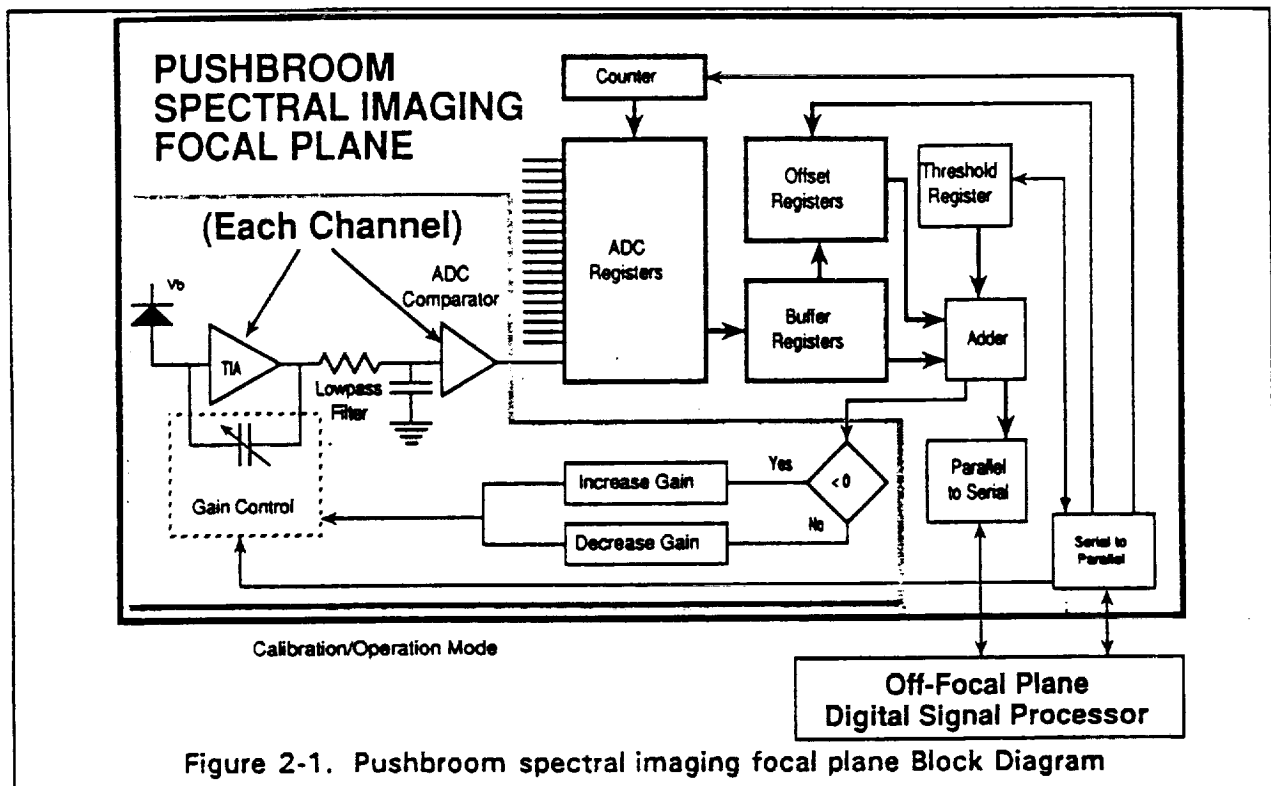 PUSHBROOM
SPECTRAL IMAGING
FOCAL PLANE
(Each Channel)
Vb
TIA
Lowpass
Filter
ADC
Comparator
Gain Control
Counter
ADC
Registers
Offset
Registers
Buffer
Registers
Threshold
Register
Adder
< 0
Yes
No
Increase Gain
Decrease Gain
Parallel
to Serial
Serial to
Parallel
Calibration/Operation Mode
Off-Focal Plane
Digital Signal Processor
Figure 2-1. Pushbroom spectral imaging focal plane Block Diagram